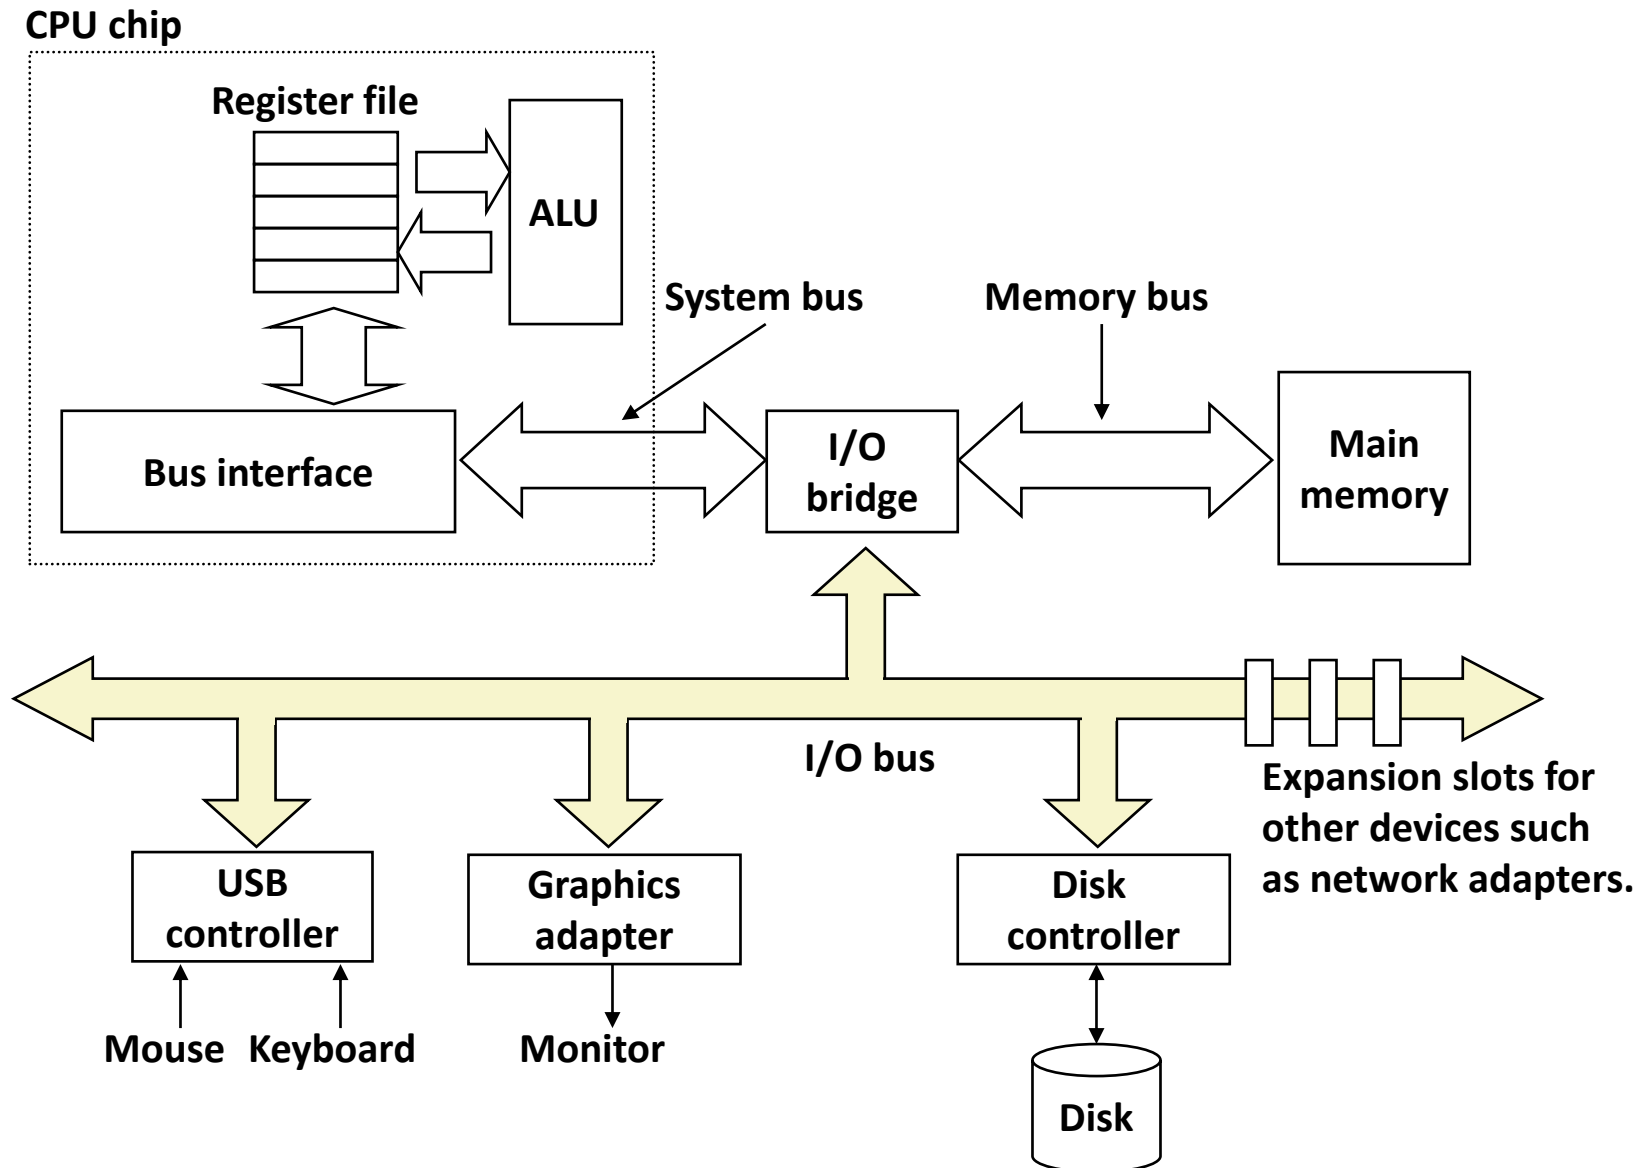 CPU chip
Register file
ALU
System bus
Memory bus
Bus interface
I/O
bridge
Main
memory
I/O bus
Expansion slots for
other devices such
as network adapters.
USB
controller
Graphics
adapter
Disk
controller
Mouse
Keyboard
Monitor
Disk